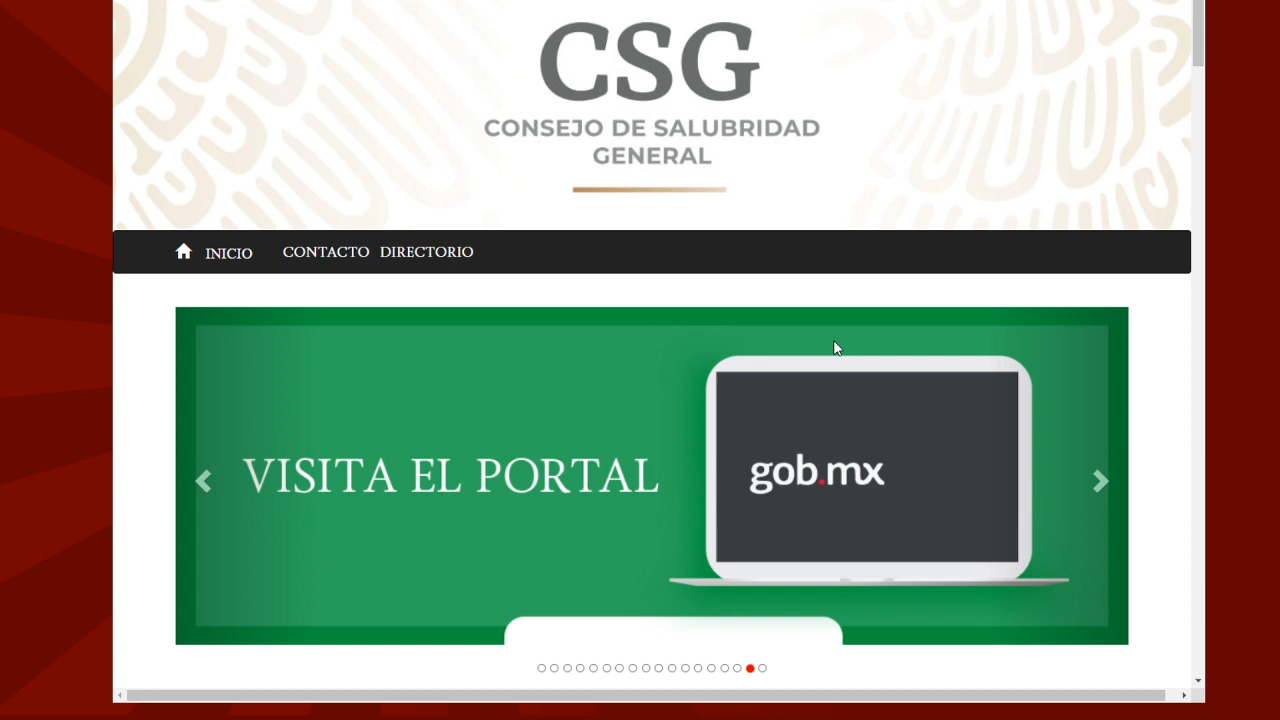 CSG
CONSEJO DE SALUBRIDAD
GENERAL
INICIO CONTACTO DIRECTORIO
VISITA EL PORTAL
gob.mx